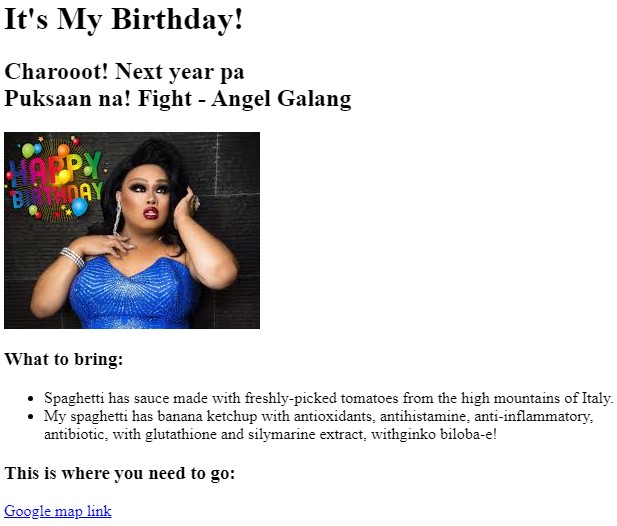 It's My Birthday!
Charooot! Next year pa
Puksaan na! Fight - Angel Galang
HAPPY
BIRTHDAY
What to bring:
Spaghetti has sauce made with freshly-picked tomatoes from the high mountains of Italy.
My spaghetti has banana ketchup with antioxidants, antihistamine, anti-inflammatory,
antibiotic, with glutathione and silymarine extract, withginko biloba-e!
This is where you need to go:
Google map link